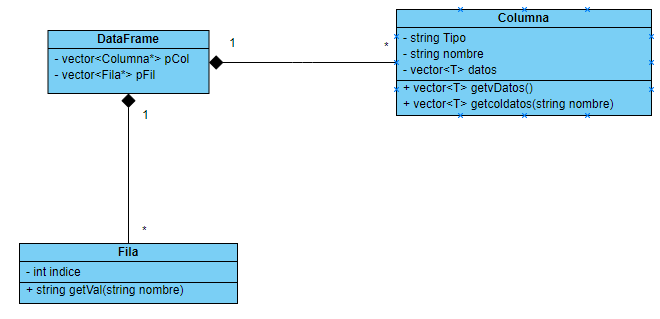 DataFrame
- vector<Columna*> pCol
- vector<Fila*> pFil
1
*
1
*
Columna
- string Tipo
- string nombre
- vector<T> datos
+ vector<T> getvDatos()
+ vector<T> getcoldatos(string nombre)
Fila
- int indice
+ string getVal(string nombre)